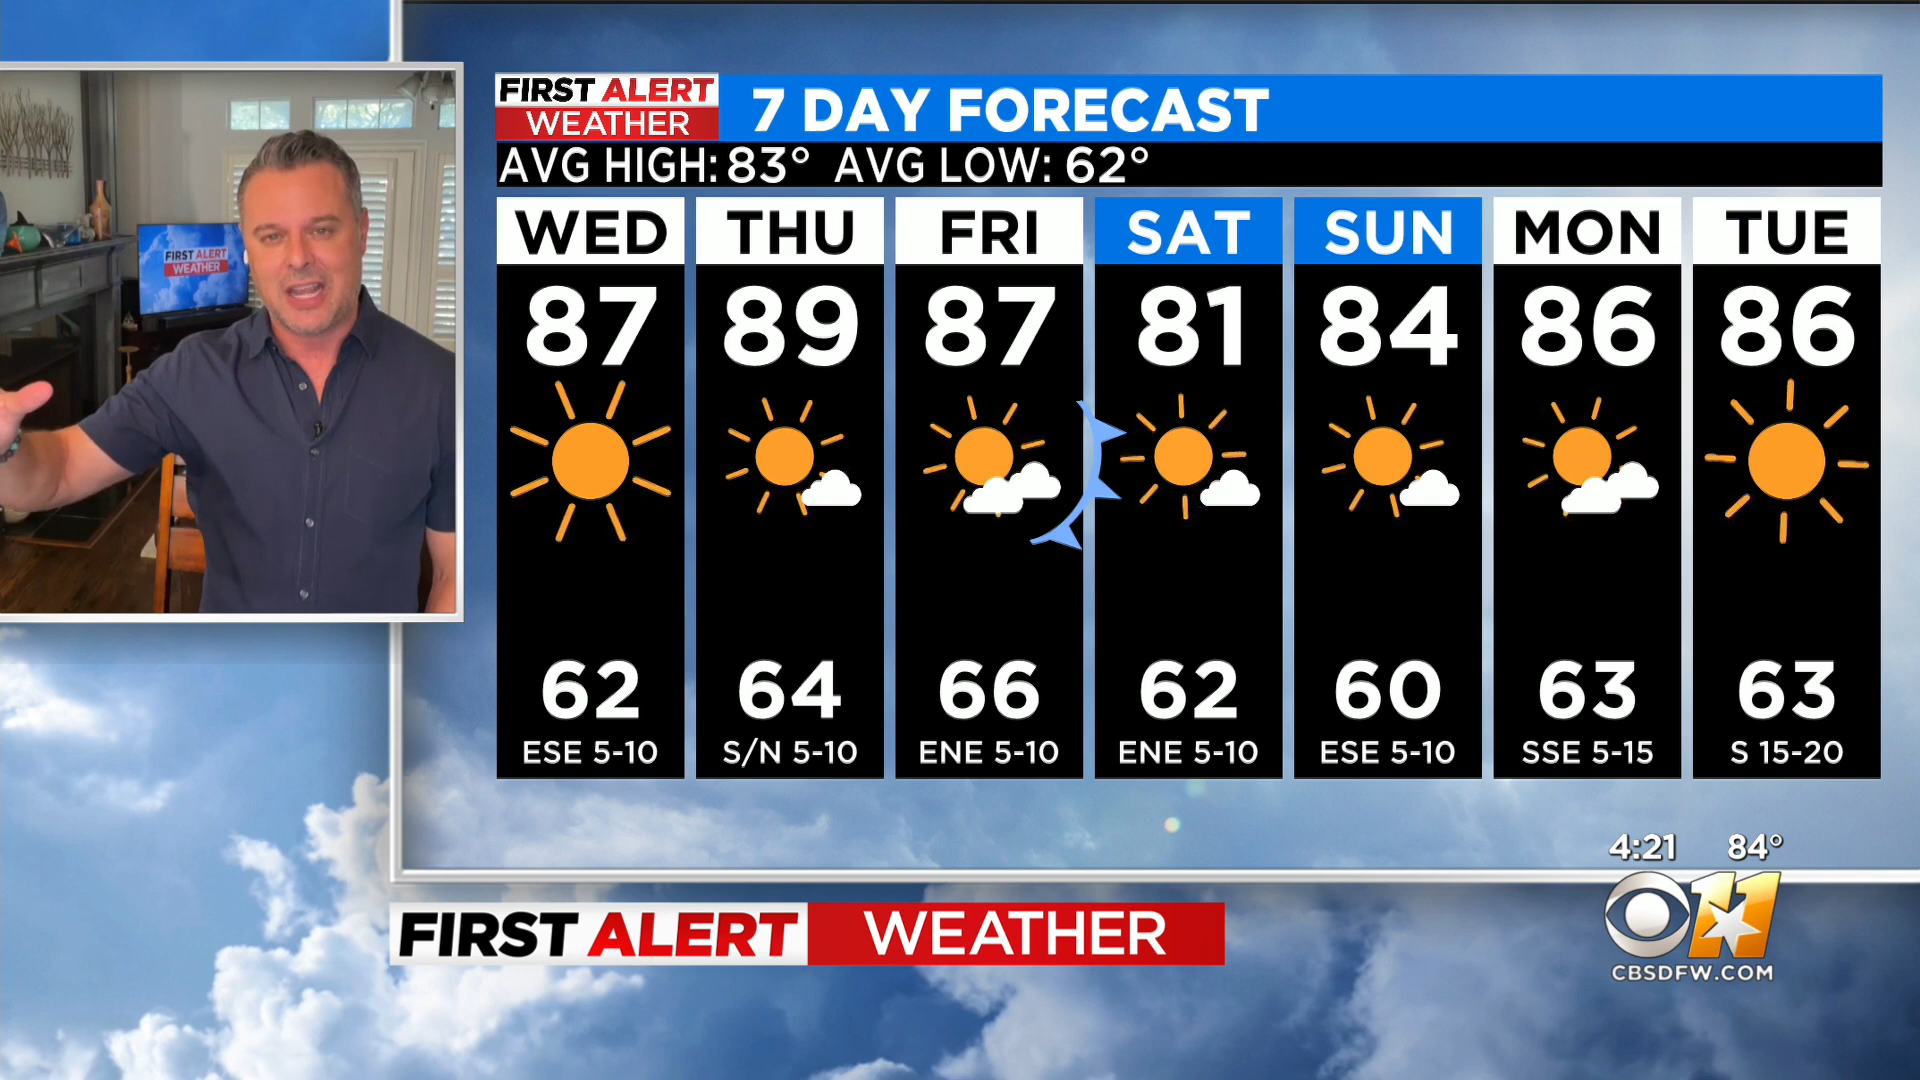 FIRST ALERT
WEATHER
7 DAY FORECAST
AVG HIGH: 83° AVG LOW: 62°
WED THU FRI SAT SUN MON TUE
87 89 87 81 84 86 86
62 64 66 62 60 63 63
ESE 5-10 S/N 5-10 ENE 5-10 ENE 5-10 ESE 5-10 SSE 5-15 S 15-20
FIRST ALERT
WEATHER
4:21 84°
11
CBSDFW.COM
FIRST ALERT WEATHER